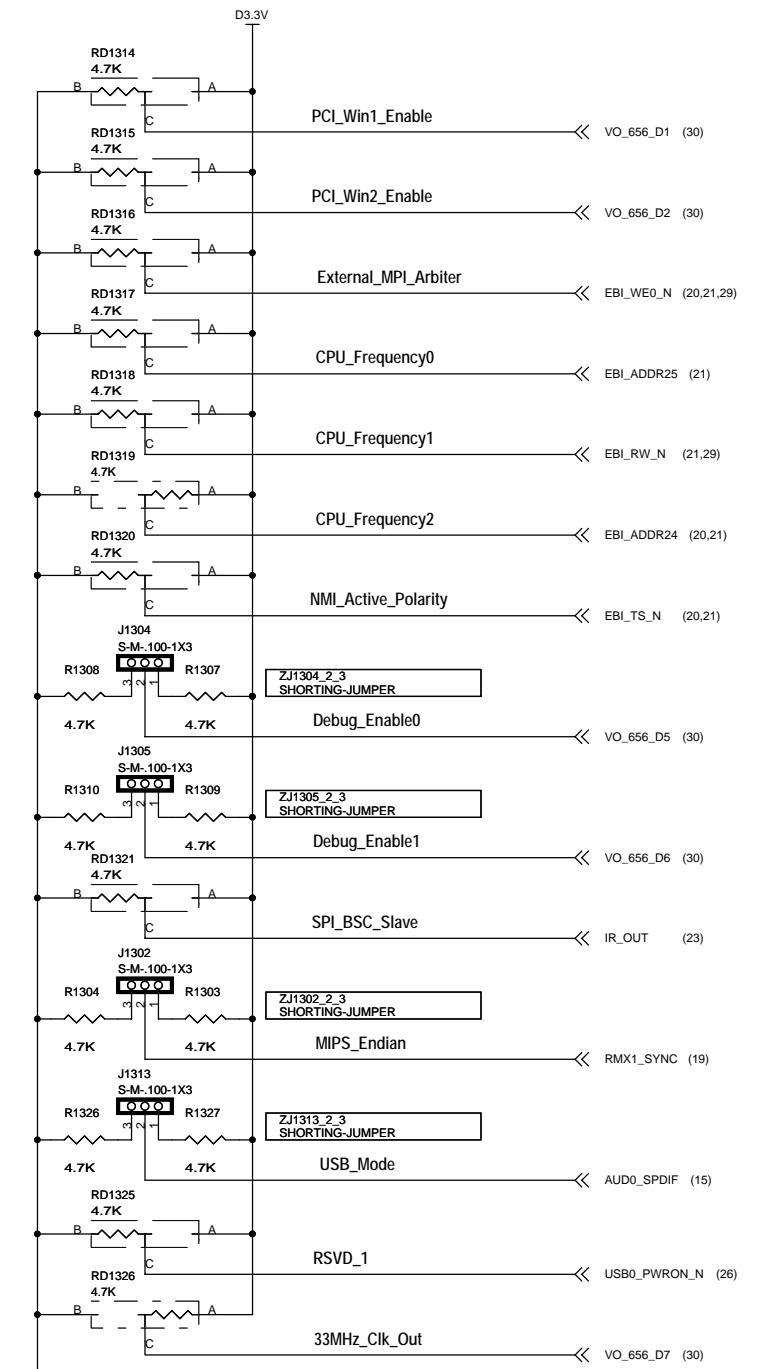 D3.3V
RD1314
4.7K
B A
C
PCI_Win1_Enable
VO_656_D1 (30)
RD1315
4.7K
B A
C
PCI_Win2_Enable
VO_656_D2 (30)
RD1316
4.7K
B A
C
External_MPI_Arbiter
EBI_WE0_N (20,21,29)
RD1317
4.7K
B A
C
CPU_Frequency0
EBI_ADDR25 (21)
RD1318
4.7K
B A
C
CPU_Frequency1
EBI_RW_N (21,29)
RD1319
4.7K
B A
C
CPU_Frequency2
EBI_ADDR24 (20,21)
RD1320
4.7K
B A
C
NMI_Active_Polarity
EBI_TS_N (20,21)
J1304
S-M-.100-1X3
R1308 R1307
3 2 1
ZJ1304_2_3
SHORTING-JUMPER
4.7K 4.7K
Debug_Enable0
VO_656_D5 (30)
J1305
S-M-.100-1X3
R1310 R1309
3 2 1
ZJ1305_2_3
SHORTING-JUMPER
4.7K 4.7K
Debug_Enable1
VO_656_D6 (30)
RD1321
4.7K
B A
C
SPI_BSC_Slave
IR_OUT (23)
J1302
S-M-.100-1X3
R1304 R1303
3 2 1
ZJ1302_2_3
SHORTING-JUMPER
4.7K 4.7K
MIPS_Endian
RMX1_SYNC (19)
J1313
S-M-.100-1X3
R1326 R1327
3 2 1
ZJ1313_2_3
SHORTING-JUMPER
4.7K 4.7K
USB_Mode
AUD0_SPDIF (15)
RD1325
4.7K
B A
C
RSVD_1
USB0_PWRON_N (26)
RD1326
4.7K
B A
C
33MHz_Clk_Out
VO_656_D7 (30)